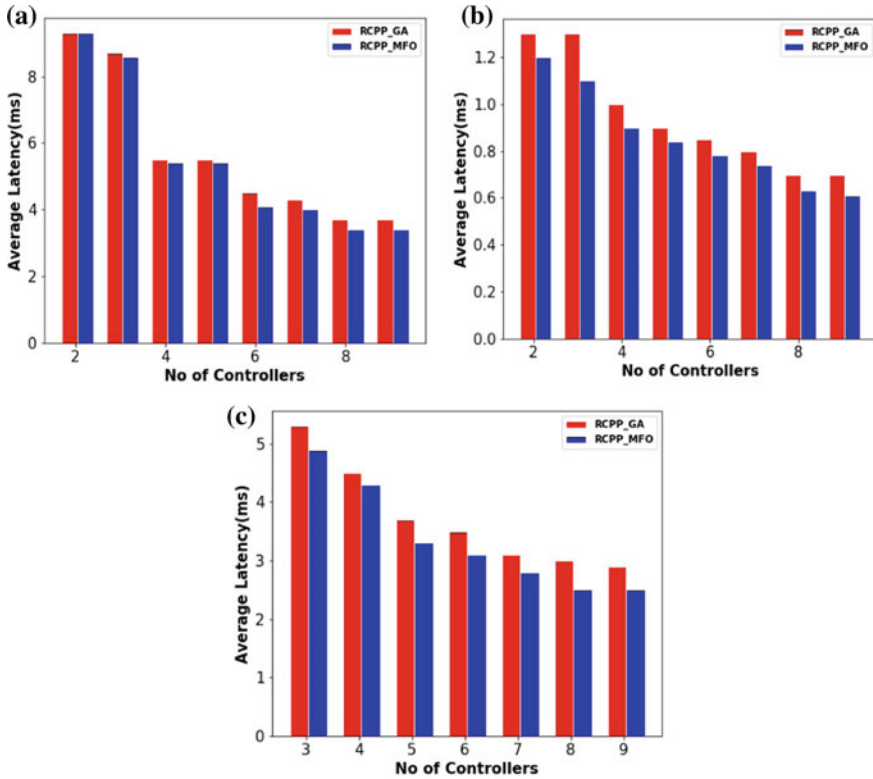 (a)
RCPP_GA
RCPP_MFO
Average Latency(ms)
8
6
4
2
0
2 4 6 8
No of Controllers
(b)
RCPP_GA
RCPP_MFO
Average Latency(ms)
1.2
1.0
0.8
0.6
0.4
0.2
0.0
2 4 6 8
No of Controllers
(c)
RCPP_GA
RCPP_MFO
Average Latency(ms)
5
4
3
2
1
0
3 4 5 6 7 8 9
No of Controllers